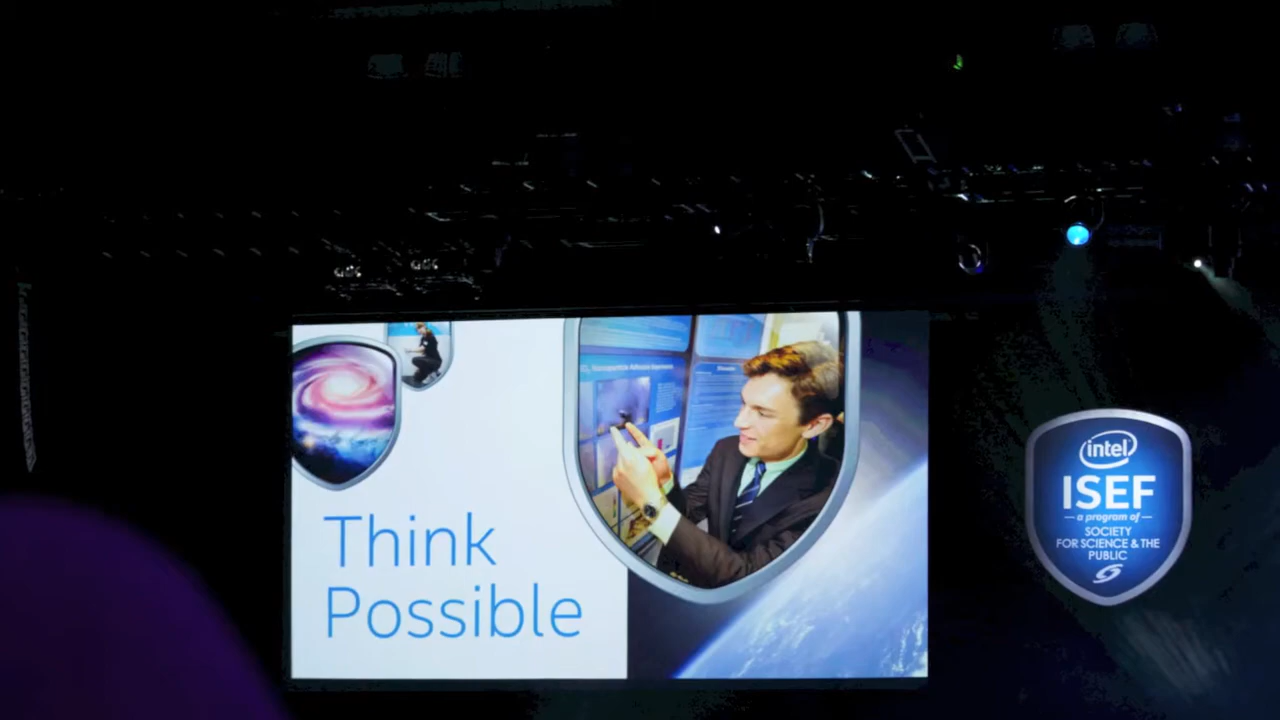 Think
Possible
intel
ISEF
a program of
SOCIETY
FOR SCIENCE & THE
PUBLIC